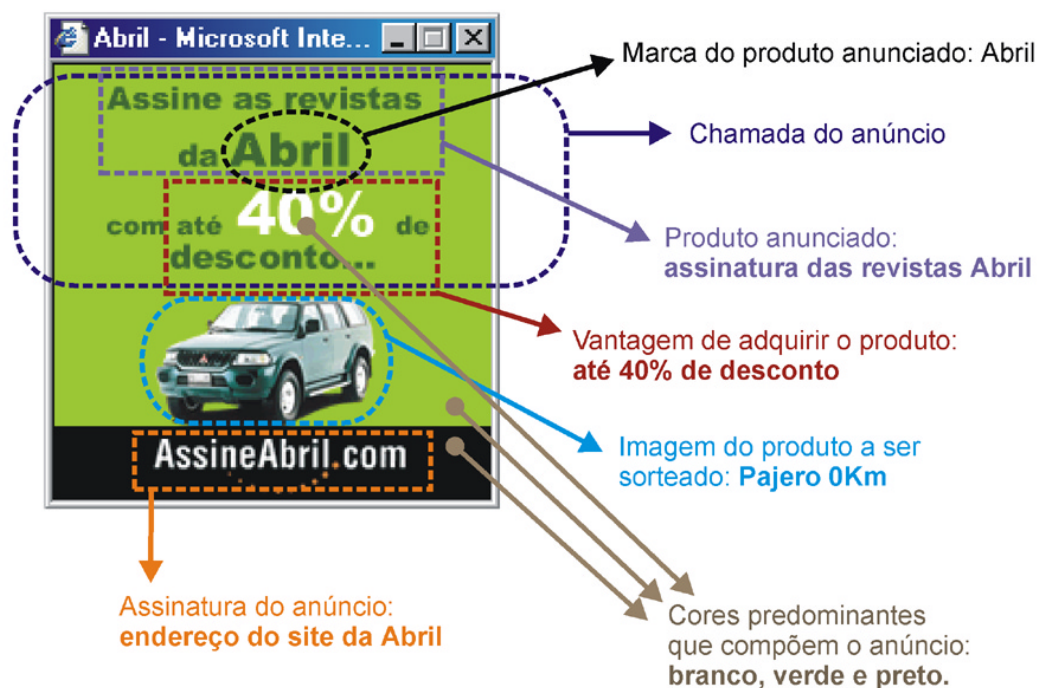 Abril - Microsoft Inte...
Assine as revistas
da Abril
com até 40% de
desconto...
AssineAbril.com
Marca do produto anunciado: Abril
Chamada do anúncio
Produto anunciado:
assinatura das revistas Abril
Vantagem de adquirir o produto:
até 40% de desconto
Imagem do produto a ser
sorteado: Pajero 0Km
Assinatura do anúncio:
endereço do site da Abril
Cores predominantes
que compõem o anúncio:
branco, verde e preto.